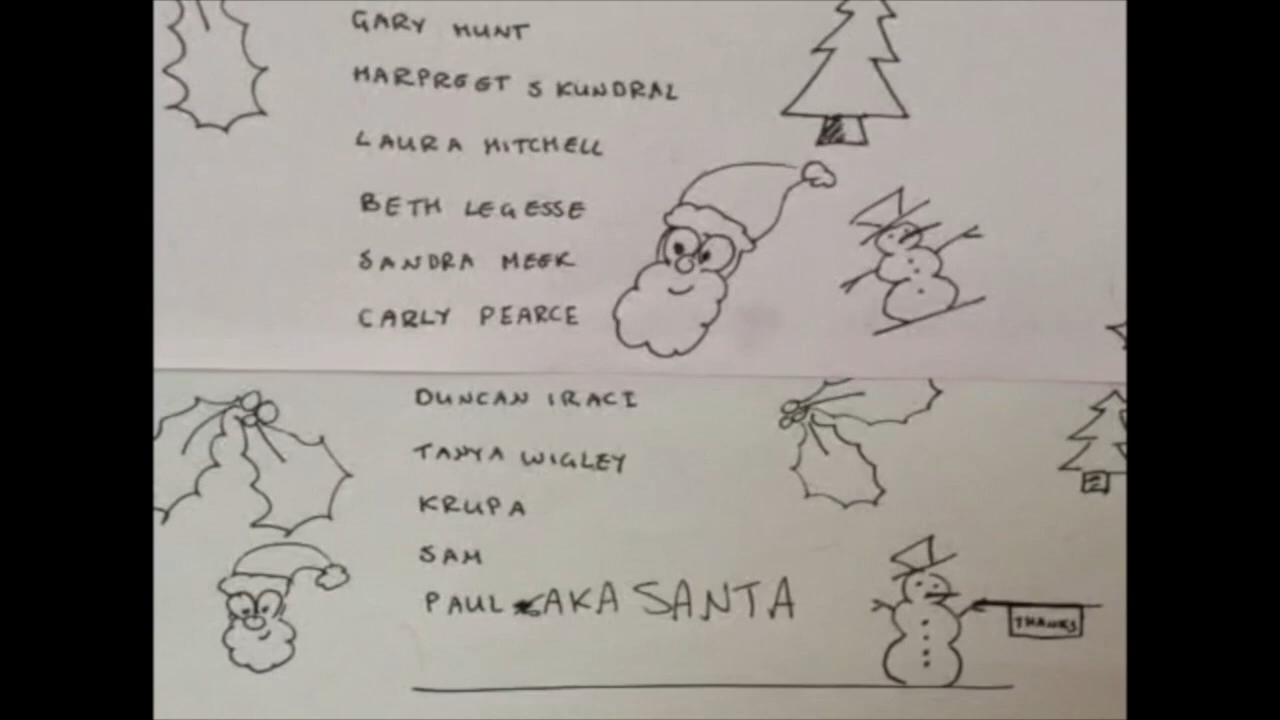 GARY HUNT
HARPREET S KUNDRAL
LAURA MITCHELL
BETH LEGESSE
SANDRA MEEK
CARLY PEARCE
DUNCAN IRACI
TANYA WIGLEY
KRUPA
SAM
PAUL AKA SANTA
THANKS